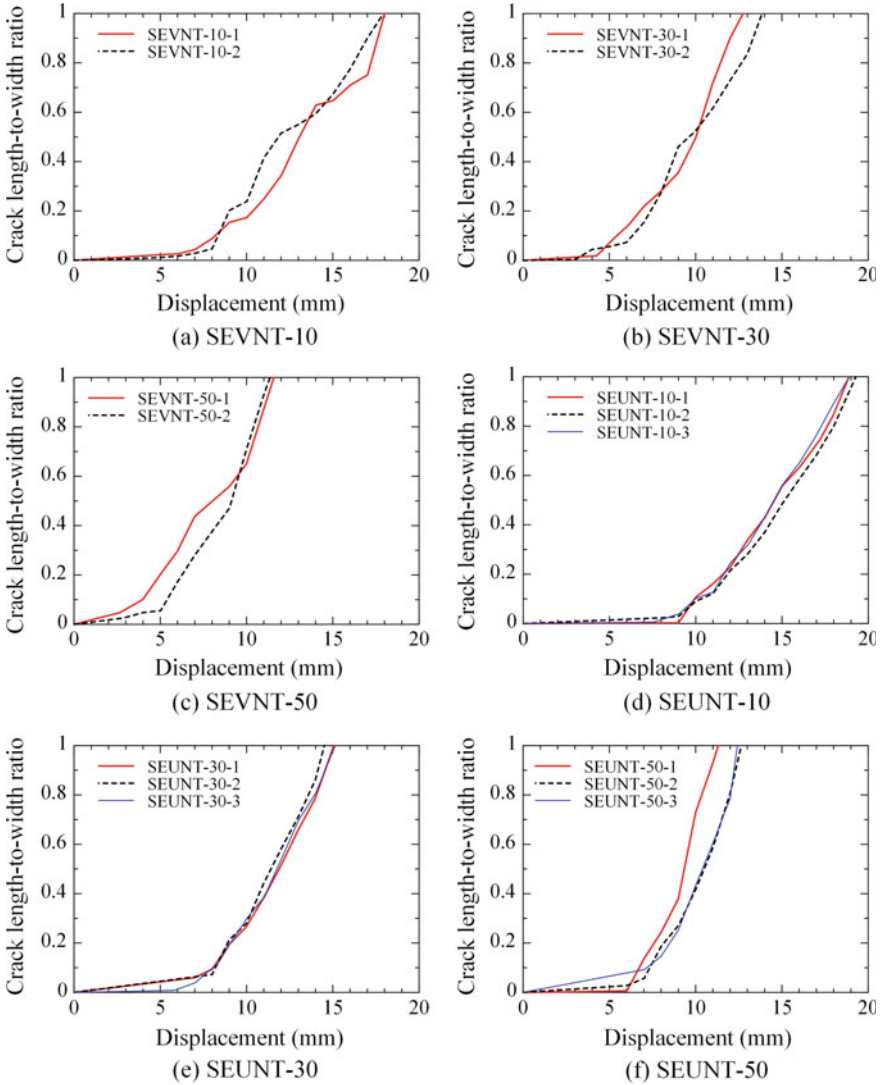 SEVNT-10-1
SEVNT-10-2
Crack length-to-width ratio
1
0.8
0.6
0.4
0.2
0
0 5 10 15 20
Displacement (mm)
(a) SEVNT-10
SEVNT-30-1
SEVNT-30-2
Crack length-to-width ratio
1
0.8
0.6
0.4
0.2
0
0 5 10 15 20
Displacement (mm)
(b) SEVNT-30
SEVNT-50-1
SEVNT-50-2
Crack length-to-width ratio
1
0.8
0.6
0.4
0.2
0
0 5 10 15 20
Displacement (mm)
(c) SEVNT-50
SEUNT-10-1
SEUNT-10-2
SEUNT-10-3
Crack length-to-width ratio
1
0.8
0.6
0.4
0.2
0
0 5 10 15 20
Displacement (mm)
(d) SEUNT-10
SEUNT-30-1
SEUNT-30-2
SEUNT-30-3
Crack length-to-width ratio
1
0.8
0.6
0.4
0.2
0
0 5 10 15 20
Displacement (mm)
(e) SEUNT-30
SEUNT-50-1
SEUNT-50-2
SEUNT-50-3
Crack length-to-width ratio
1
0.8
0.6
0.4
0.2
0
0 5 10 15 20
Displacement (mm)
(f) SEUNT-50